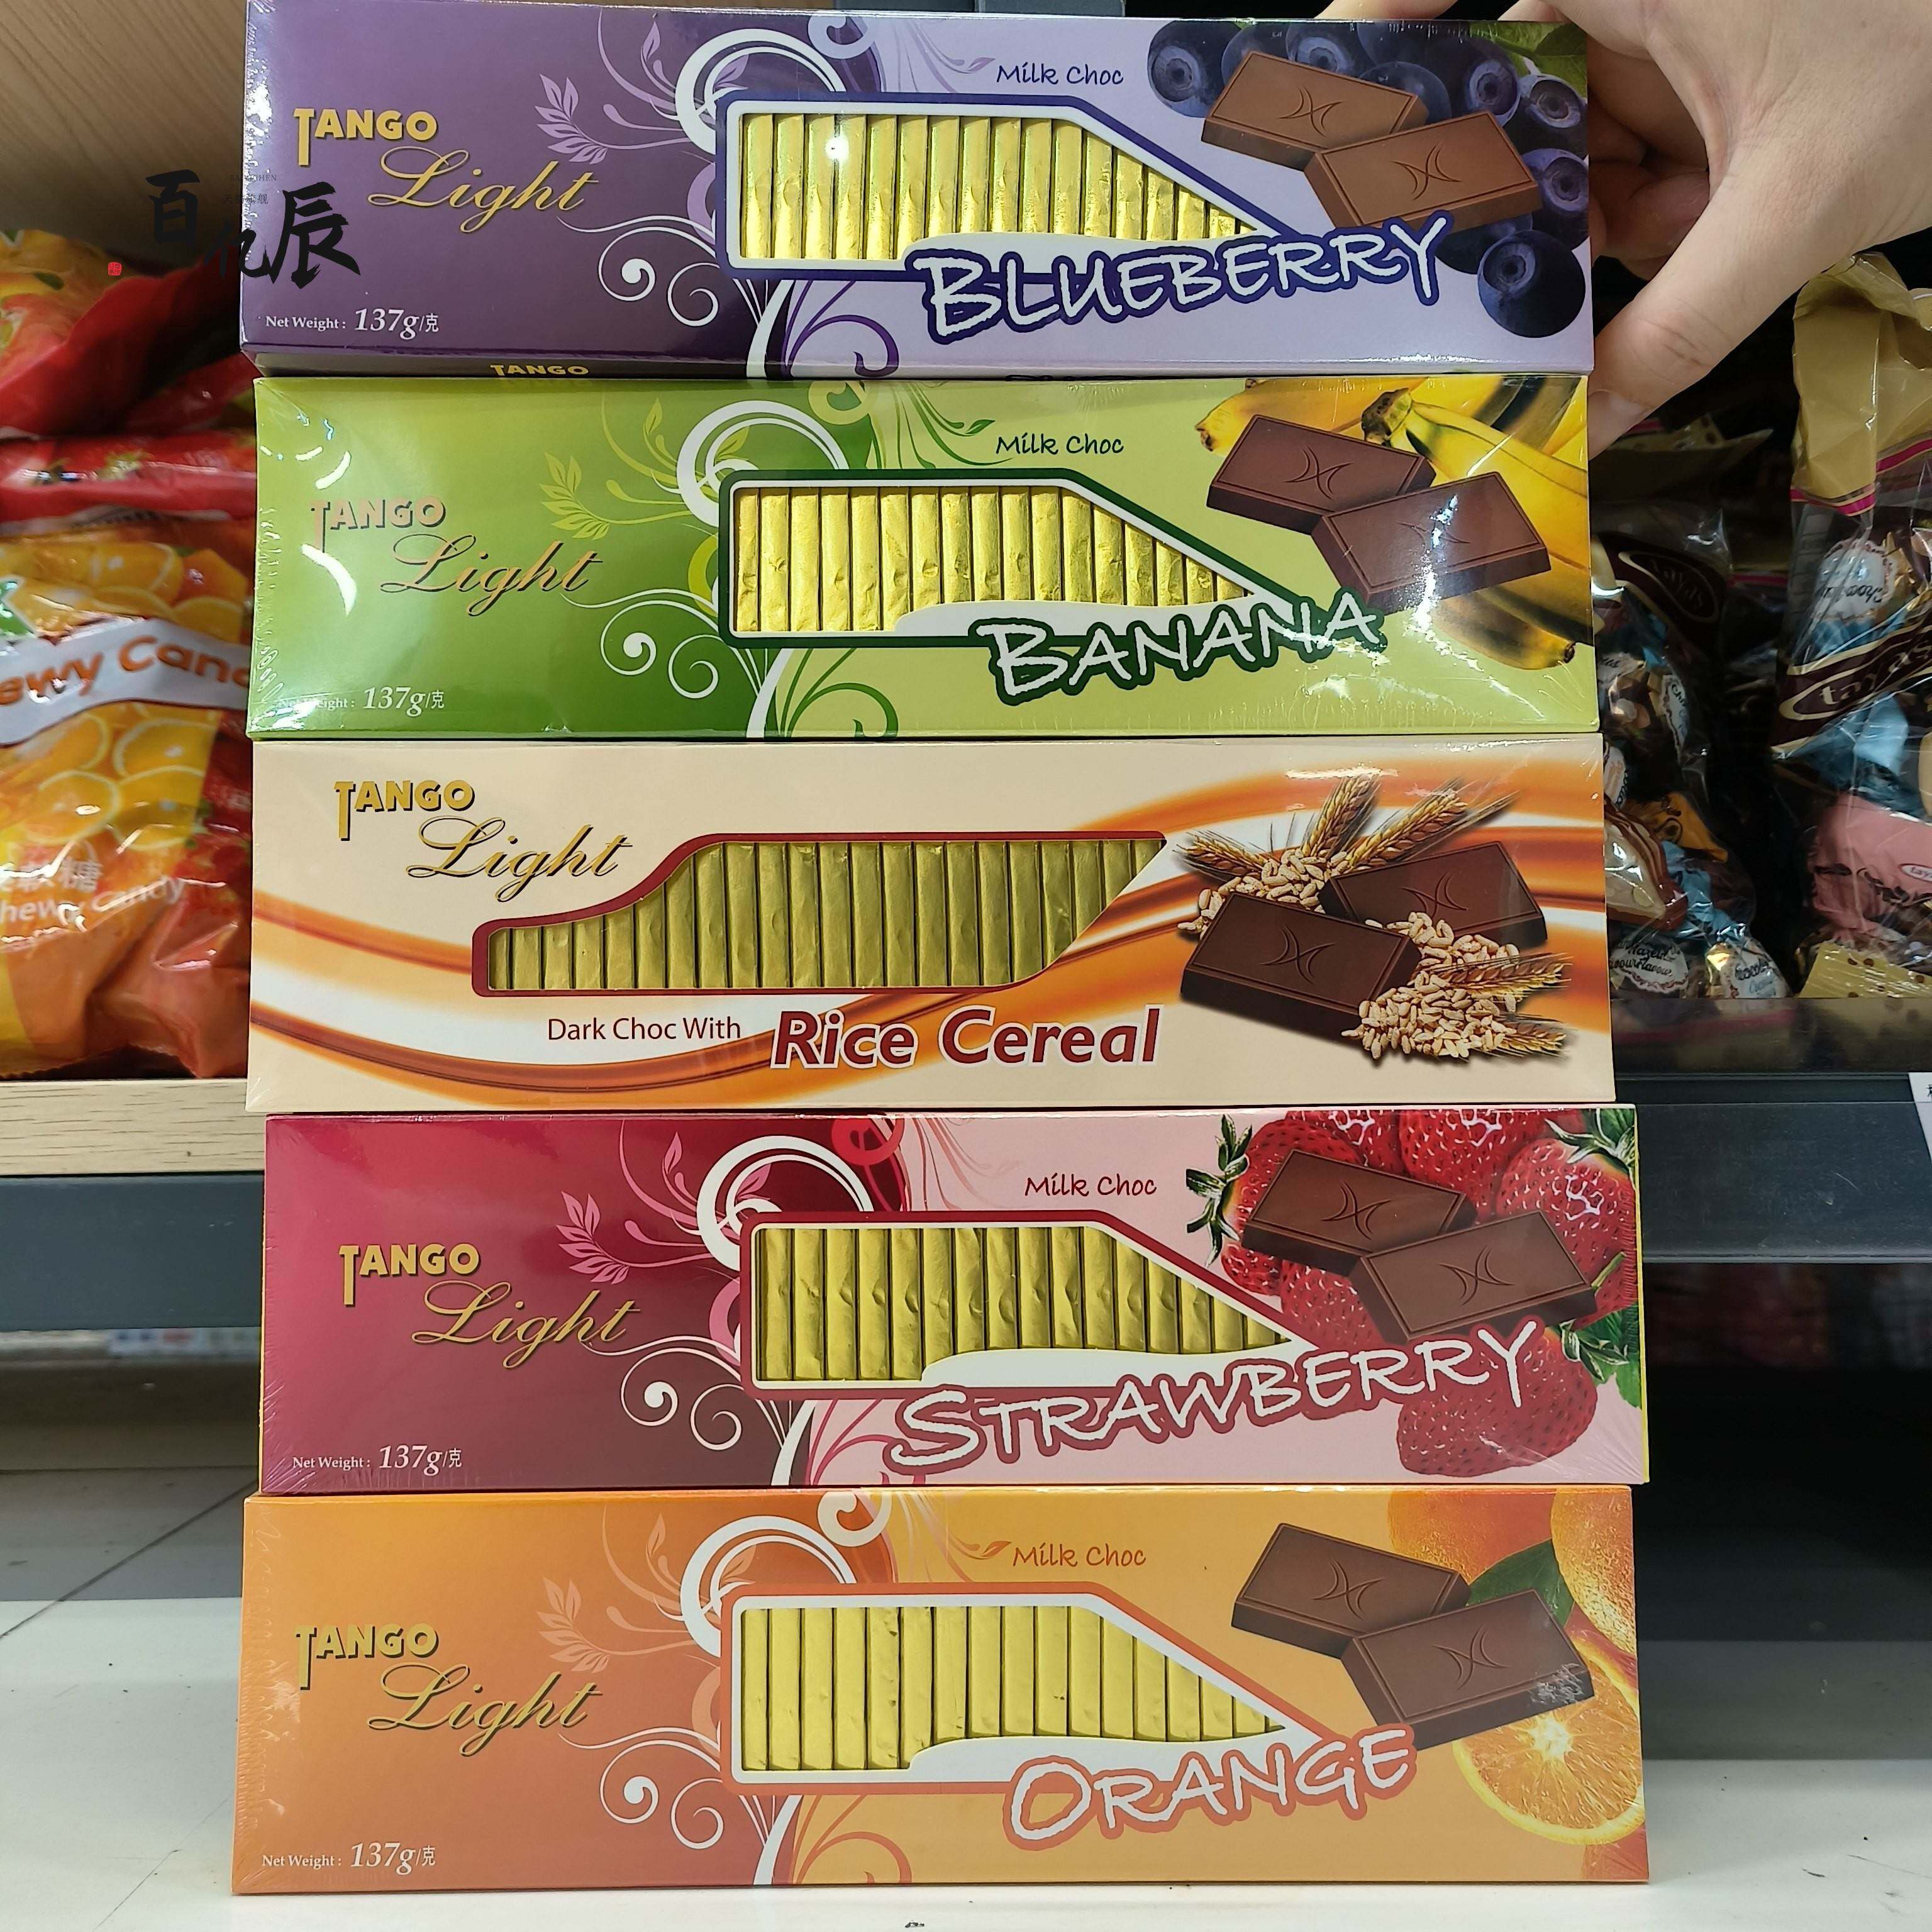 TANGO
Light
Milk Choc
BLUEBERRY
Net Weight : 137g/克
百亿辰
TANGO
TANGO
Light
Milk Choc
BANANA
137g/克
TANGO
Light
Dark Choc With Rice Cereal
TANGO
Light
Milk Choc
STRAWBERRY
Net Weight : 137g/克
TANGO
Light
Milk Choc
ORANGE
Net Weight : 137g/克